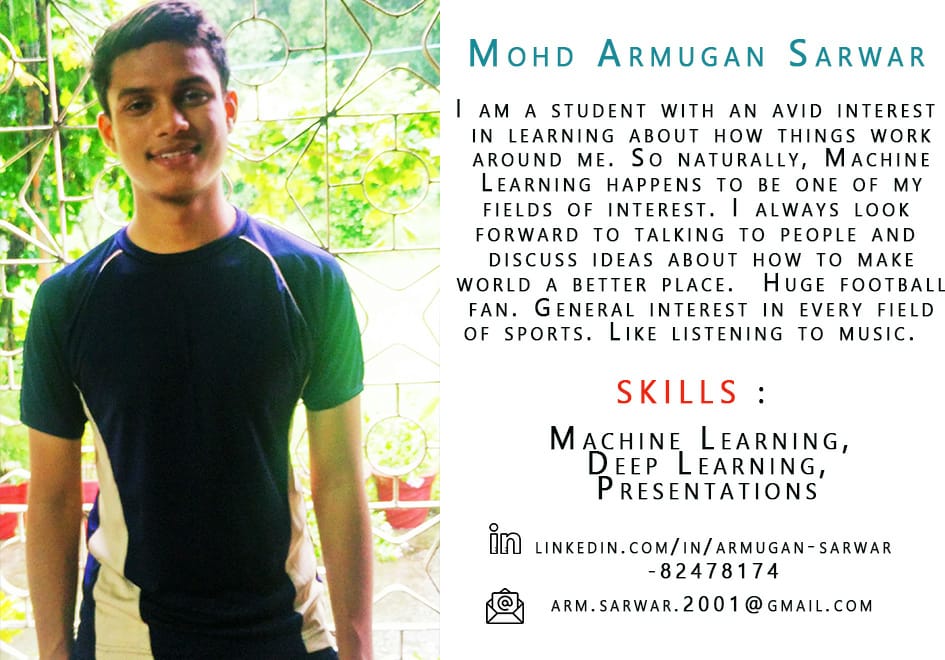 Mohd Armugan Sarwar
I am a student with an avid interest
in learning about how things work
around me. So naturally, Machine
Learning happens to be one of my
fields of interest. I always look
forward to talking to people and
discuss ideas about how to make
world a better place. Huge football
fan. General interest in every field
of sports. Like listening to music.
SKILLS :
Machine Learning,
Deep Learning,
Presentations
in linkedin.com/in/armugan-sarwar
-82478174
@ arm.sarwar.2001@gmail.com